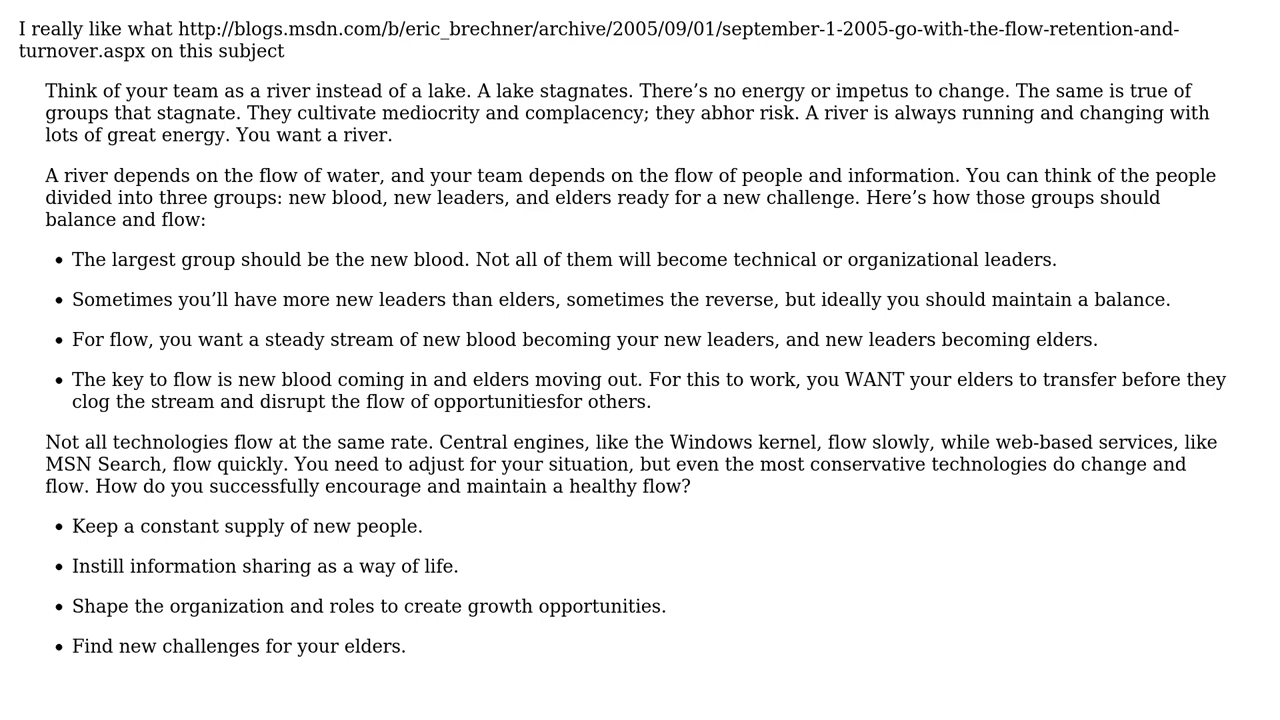 I really like what http://blogs.msdn.com/b/eric_brechner/archive/2005/09/01/september-1-2005-go-with-the-flow-retention-and-
turnover.aspx on this subject
Think of your team as a river instead of a lake. A lake stagnates. There’s no energy or impetus to change. The same is true of
groups that stagnate. They cultivate mediocrity and complacency; they abhor risk. A river is always running and changing with
lots of great energy. You want a river.
A river depends on the flow of water, and your team depends on the flow of people and information. You can think of the people
divided into three groups: new blood, new leaders, and elders ready for a new challenge. Here’s how those groups should
balance and flow:
• The largest group should be the new blood. Not all of them will become technical or organizational leaders.
• Sometimes you’ll have more new leaders than elders, sometimes the reverse, but ideally you should maintain a balance.
• For flow, you want a steady stream of new blood becoming your new leaders, and new leaders becoming elders.
• The key to flow is new blood coming in and elders moving out. For this to work, you WANT your elders to transfer before they
clog the stream and disrupt the flow of opportunitiesfor others.
Not all technologies flow at the same rate. Central engines, like the Windows kernel, flow slowly, while web-based services, like
MSN Search, flow quickly. You need to adjust for your situation, but even the most conservative technologies do change and
flow. How do you successfully encourage and maintain a healthy flow?
• Keep a constant supply of new people.
• Instill information sharing as a way of life.
• Shape the organization and roles to create growth opportunities.
• Find new challenges for your elders.